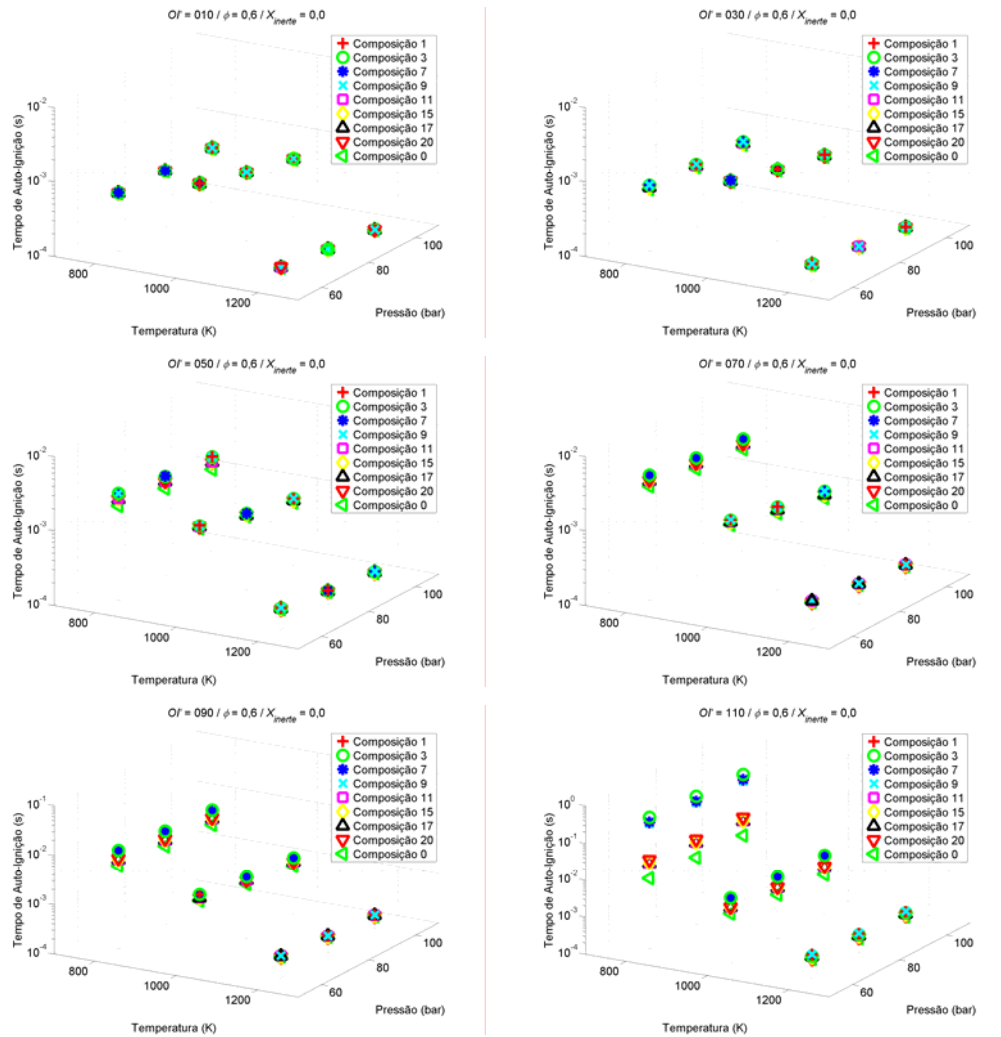 OI' = 010 / ϕ = 0,6 / X_inerte = 0,0
Composição 1
Composição 3
Composição 7
Composição 9
Composição 11
Composição 15
Composição 17
Composição 20
Composição 0
Tempo de Auto-Ignição (s)
10^-2
10^-3
10^-4
800
1000
1200
60
80
100
Temperatura (K)
Pressão (bar)
OI' = 030 / ϕ = 0,6 / X_inerte = 0,0
Composição 1
Composição 3
Composição 7
Composição 9
Composição 11
Composição 15
Composição 17
Composição 20
Composição 0
Tempo de Auto-Ignição (s)
10^-2
10^-3
10^-4
800
1000
1200
60
80
100
Temperatura (K)
Pressão (bar)
OI' = 050 / ϕ = 0,6 / X_inerte = 0,0
Composição 1
Composição 3
Composição 7
Composição 9
Composição 11
Composição 15
Composição 17
Composição 20
Composição 0
Tempo de Auto-Ignição (s)
10^-2
10^-3
10^-4
800
1000
1200
60
80
100
Temperatura (K)
Pressão (bar)
OI' = 070 / ϕ = 0,6 / X_inerte = 0,0
Composição 1
Composição 3
Composição 7
Composição 9
Composição 11
Composição 15
Composição 17
Composição 20
Composição 0
Tempo de Auto-Ignição (s)
10^-2
10^-3
10^-4
800
1000
1200
60
80
100
Temperatura (K)
Pressão (bar)
OI' = 090 / ϕ = 0,6 / X_inerte = 0,0
Composição 1
Composição 3
Composição 7
Composição 9
Composição 11
Composição 15
Composição 17
Composição 20
Composição 0
Tempo de Auto-Ignição (s)
10^-1
10^-2
10^-3
10^-4
800
1000
1200
60
80
100
Temperatura (K)
Pressão (bar)
OI' = 110 / ϕ = 0,6 / X_inerte = 0,0
Composição 1
Composição 3
Composição 7
Composição 9
Composição 11
Composição 15
Composição 17
Composição 20
Composição 0
Tempo de Auto-Ignição (s)
10^0
10^-1
10^-2
10^-3
10^-4
800
1000
1200
60
80
100
Temperatura (K)
Pressão (bar)